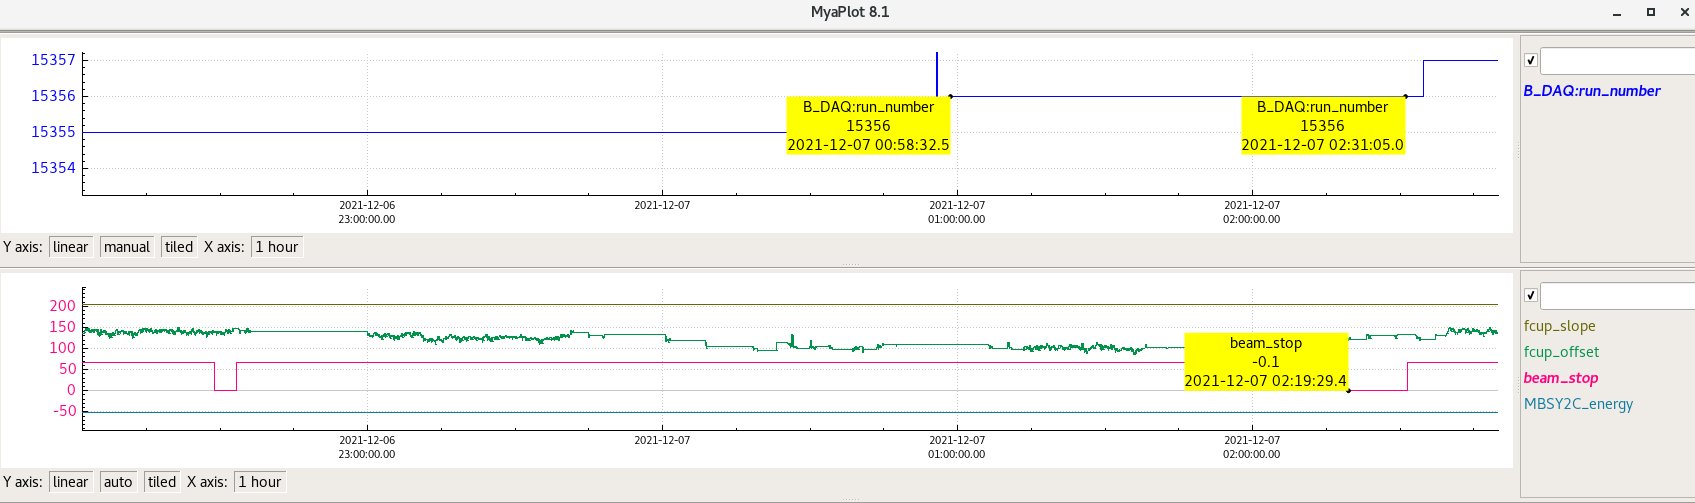 MyaPlot 8.1
15357
15356
15355
15354
B_DAQ:run_number
15356
2021-12-07 00:58:32.5
B_DAQ:run_number
15356
2021-12-07 02:31:05.0
2021-12-06
23:00:00.00
2021-12-07
2021-12-07
01:00:00.00
2021-12-07
02:00:00.00
B_DAQ:run_number
Y axis: linear manual tiled X axis: 1 hour
200
150
100
50
0
-50
beam_stop
-0.1
2021-12-07 02:19:29.4
2021-12-06
23:00:00.00
2021-12-07
2021-12-07
01:00:00.00
2021-12-07
02:00:00.00
fcup_slope
fcup_offset
beam_stop
MBSY2C_energy
Y axis: linear auto tiled X axis: 1 hour